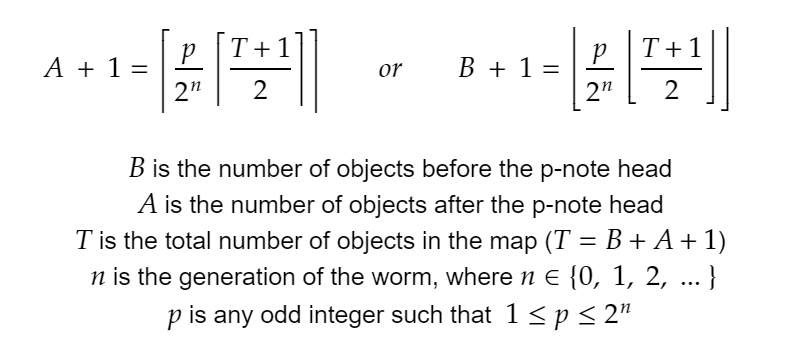 A + 1 = ⌈p/2ⁿ ⌈(T + 1)/2⌉⌉ or B + 1 = ⌊p/2ⁿ ⌊(T + 1)/2⌋⌋
B is the number of objects before the p-note head
A is the number of objects after the p-note head
T is the total number of objects in the map (T = B + A + 1)
n is the generation of the worm, where n ∈ {0, 1, 2, ... }
p is any odd integer such that 1 ≤ p ≤ 2ⁿ